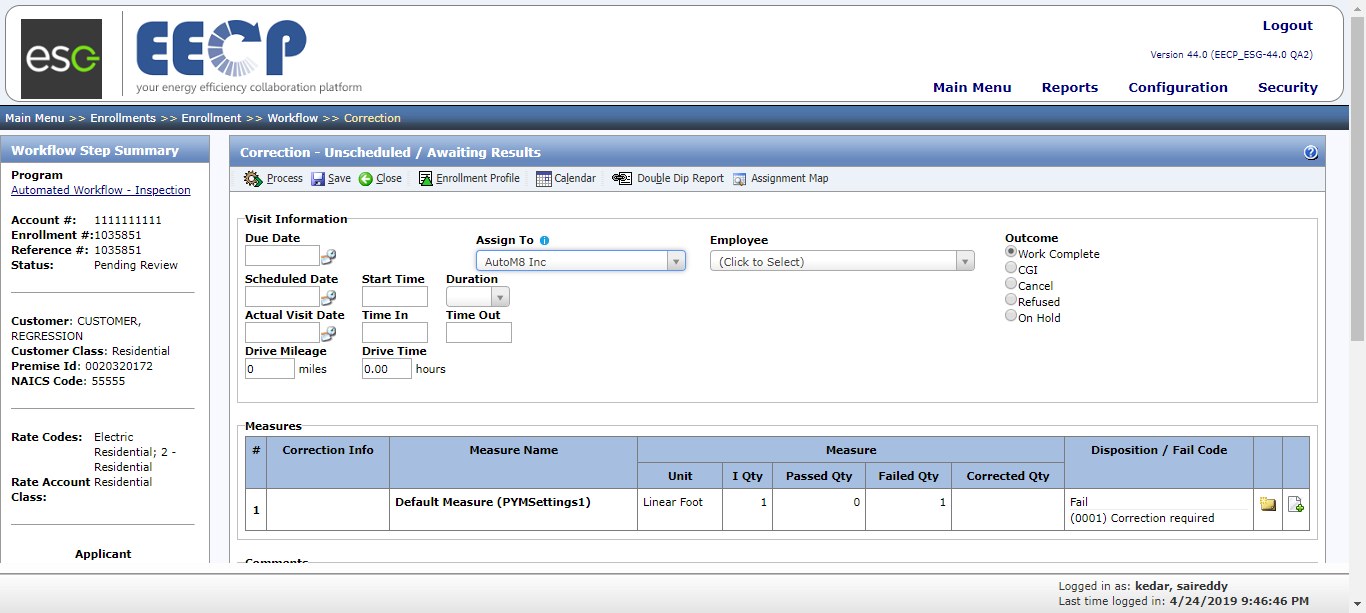 esc
EECP
your energy efficiency collaboration platform
Logout
Version 44.0 (EECP_ESG-44.0 QA2)
Main Menu Reports Configuration Security
Main Menu >> Enrollments >> Enrollment >> Workflow >> Correction
Workflow Step Summary
Program
Automated Workflow - Inspection
Account #: 1111111111
Enrollment #:1035851
Reference #: 1035851
Status: Pending Review
Customer: CUSTOMER,
REGRESSION
Customer Class: Residential
Premise Id: 0020320172
NAICS Code: 55555
Rate Codes: Electric
Residential; 2 -
Residential
Rate Account Residential
Class:
Applicant
Correction - Unscheduled / Awaiting Results
Process Save Close Enrollment Profile Calendar Double Dip Report Assignment Map
Visit Information
Due Date
Assign To
AutoM8 Inc
Employee
(Click to Select)
Outcome
Work Complete
CGI
Cancel
Refused
On Hold
Scheduled Date Start Time Duration
Actual Visit Date Time In Time Out
Drive Mileage Drive Time
0 miles 0.00 hours
Measures
# Correction Info Measure Name Measure Disposition / Fail Code
Unit I Qty Passed Qty Failed Qty Corrected Qty
1 Default Measure (PYMSettings1) Linear Foot 1 0 1 Fail
(0001) Correction required
Comments
Logged in as: kedar, saireddy
Last time logged in: 4/24/2019 9:46:46 PM